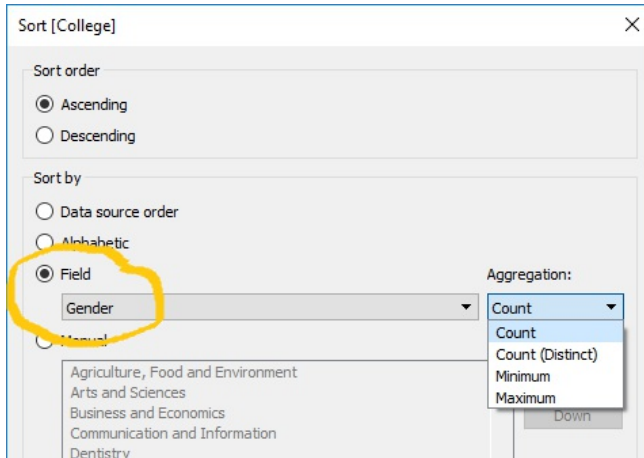 Sort [College]
Sort order
Ascending
Descending
Sort by
Data source order
Alphabetic
Field
Aggregation:
Gender
Count
Manual
Count
Count (Distinct)
Minimum
Maximum
Agriculture, Food and Environment
Arts and Sciences
Business and Economics
Communication and Information
Dentistry
Down